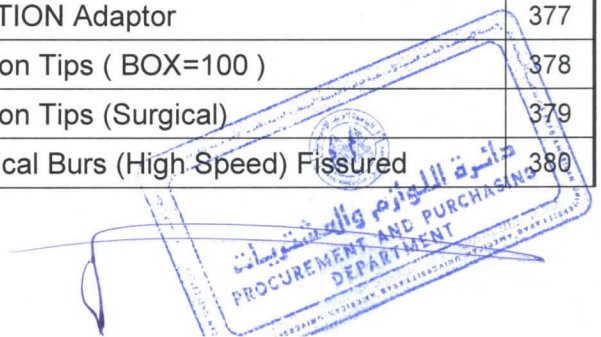 TION Adaptor 377
on Tips ( BOX=100 ) 378
on Tips (Surgical) 379
cal Burs (High Speed) Fissured 380
دائرة اللوازم والمشتريات
PROCUREMENT AND PURCHASING
DEPARTMENT